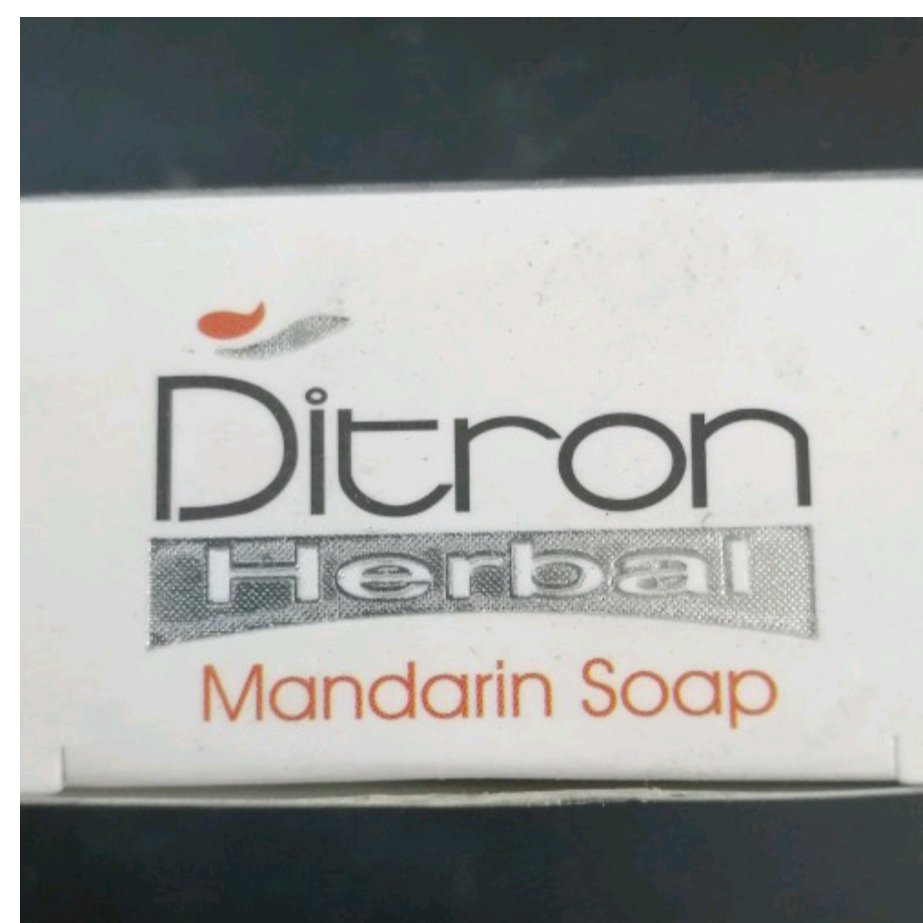 Ditron
Herbal
Mandarin Soap